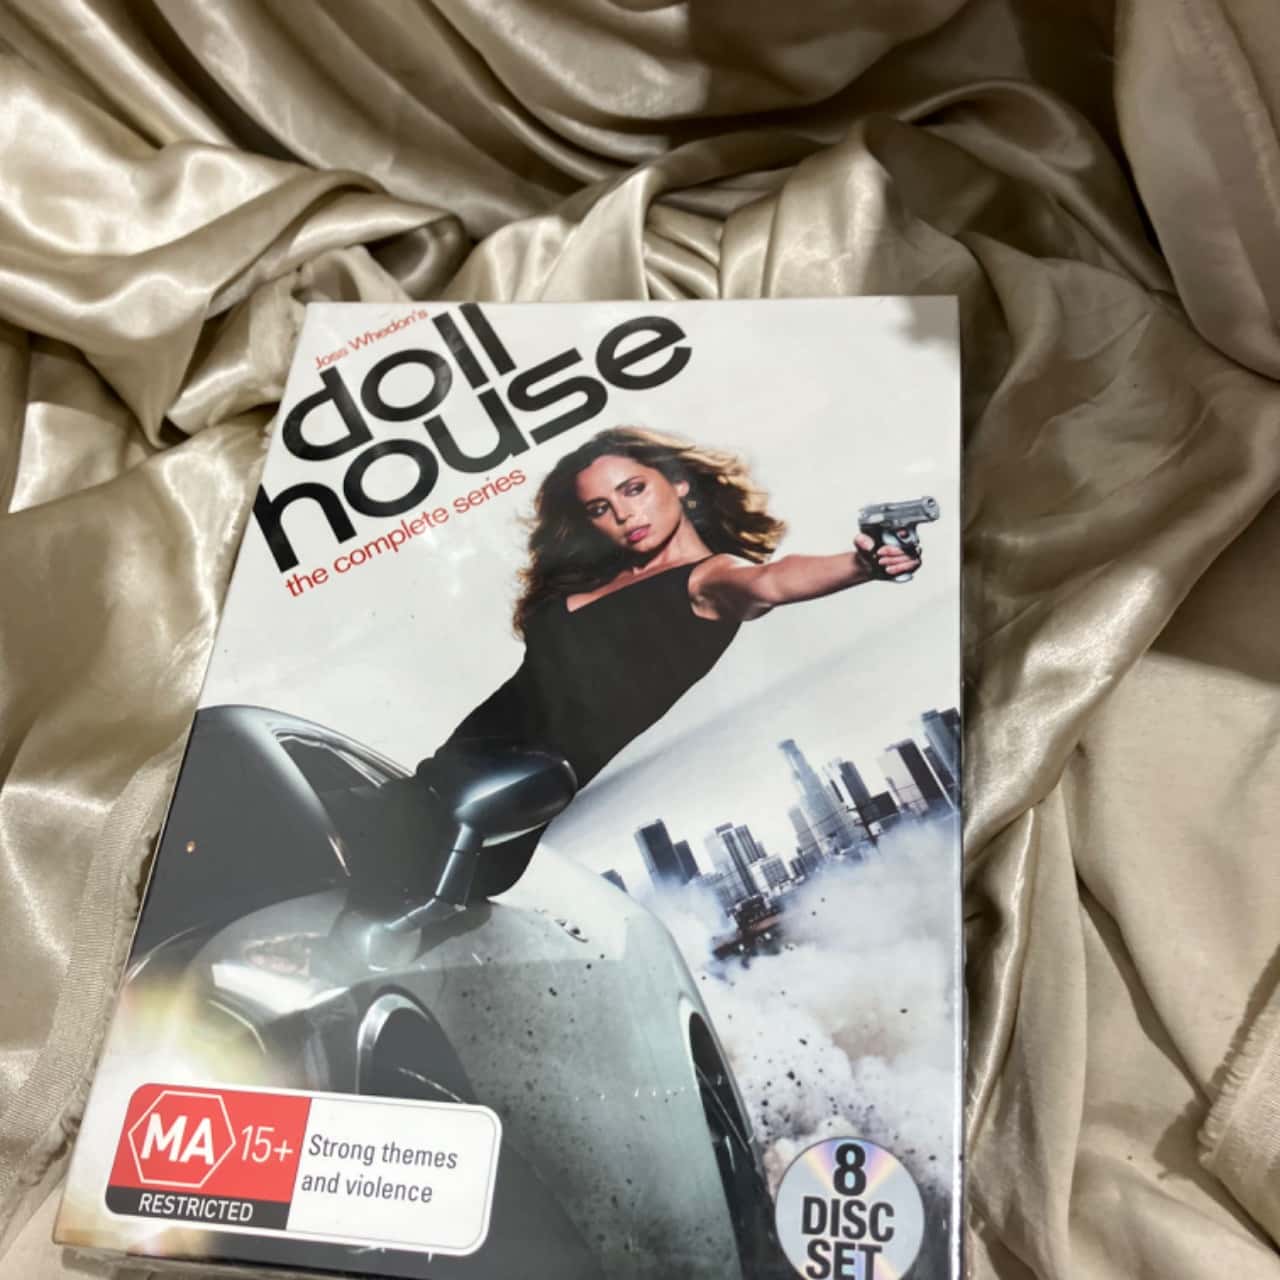 Joss Whedon's
doll
house
the complete series
MA 15+
RESTRICTED
Strong themes
and violence
8
DISC
SET